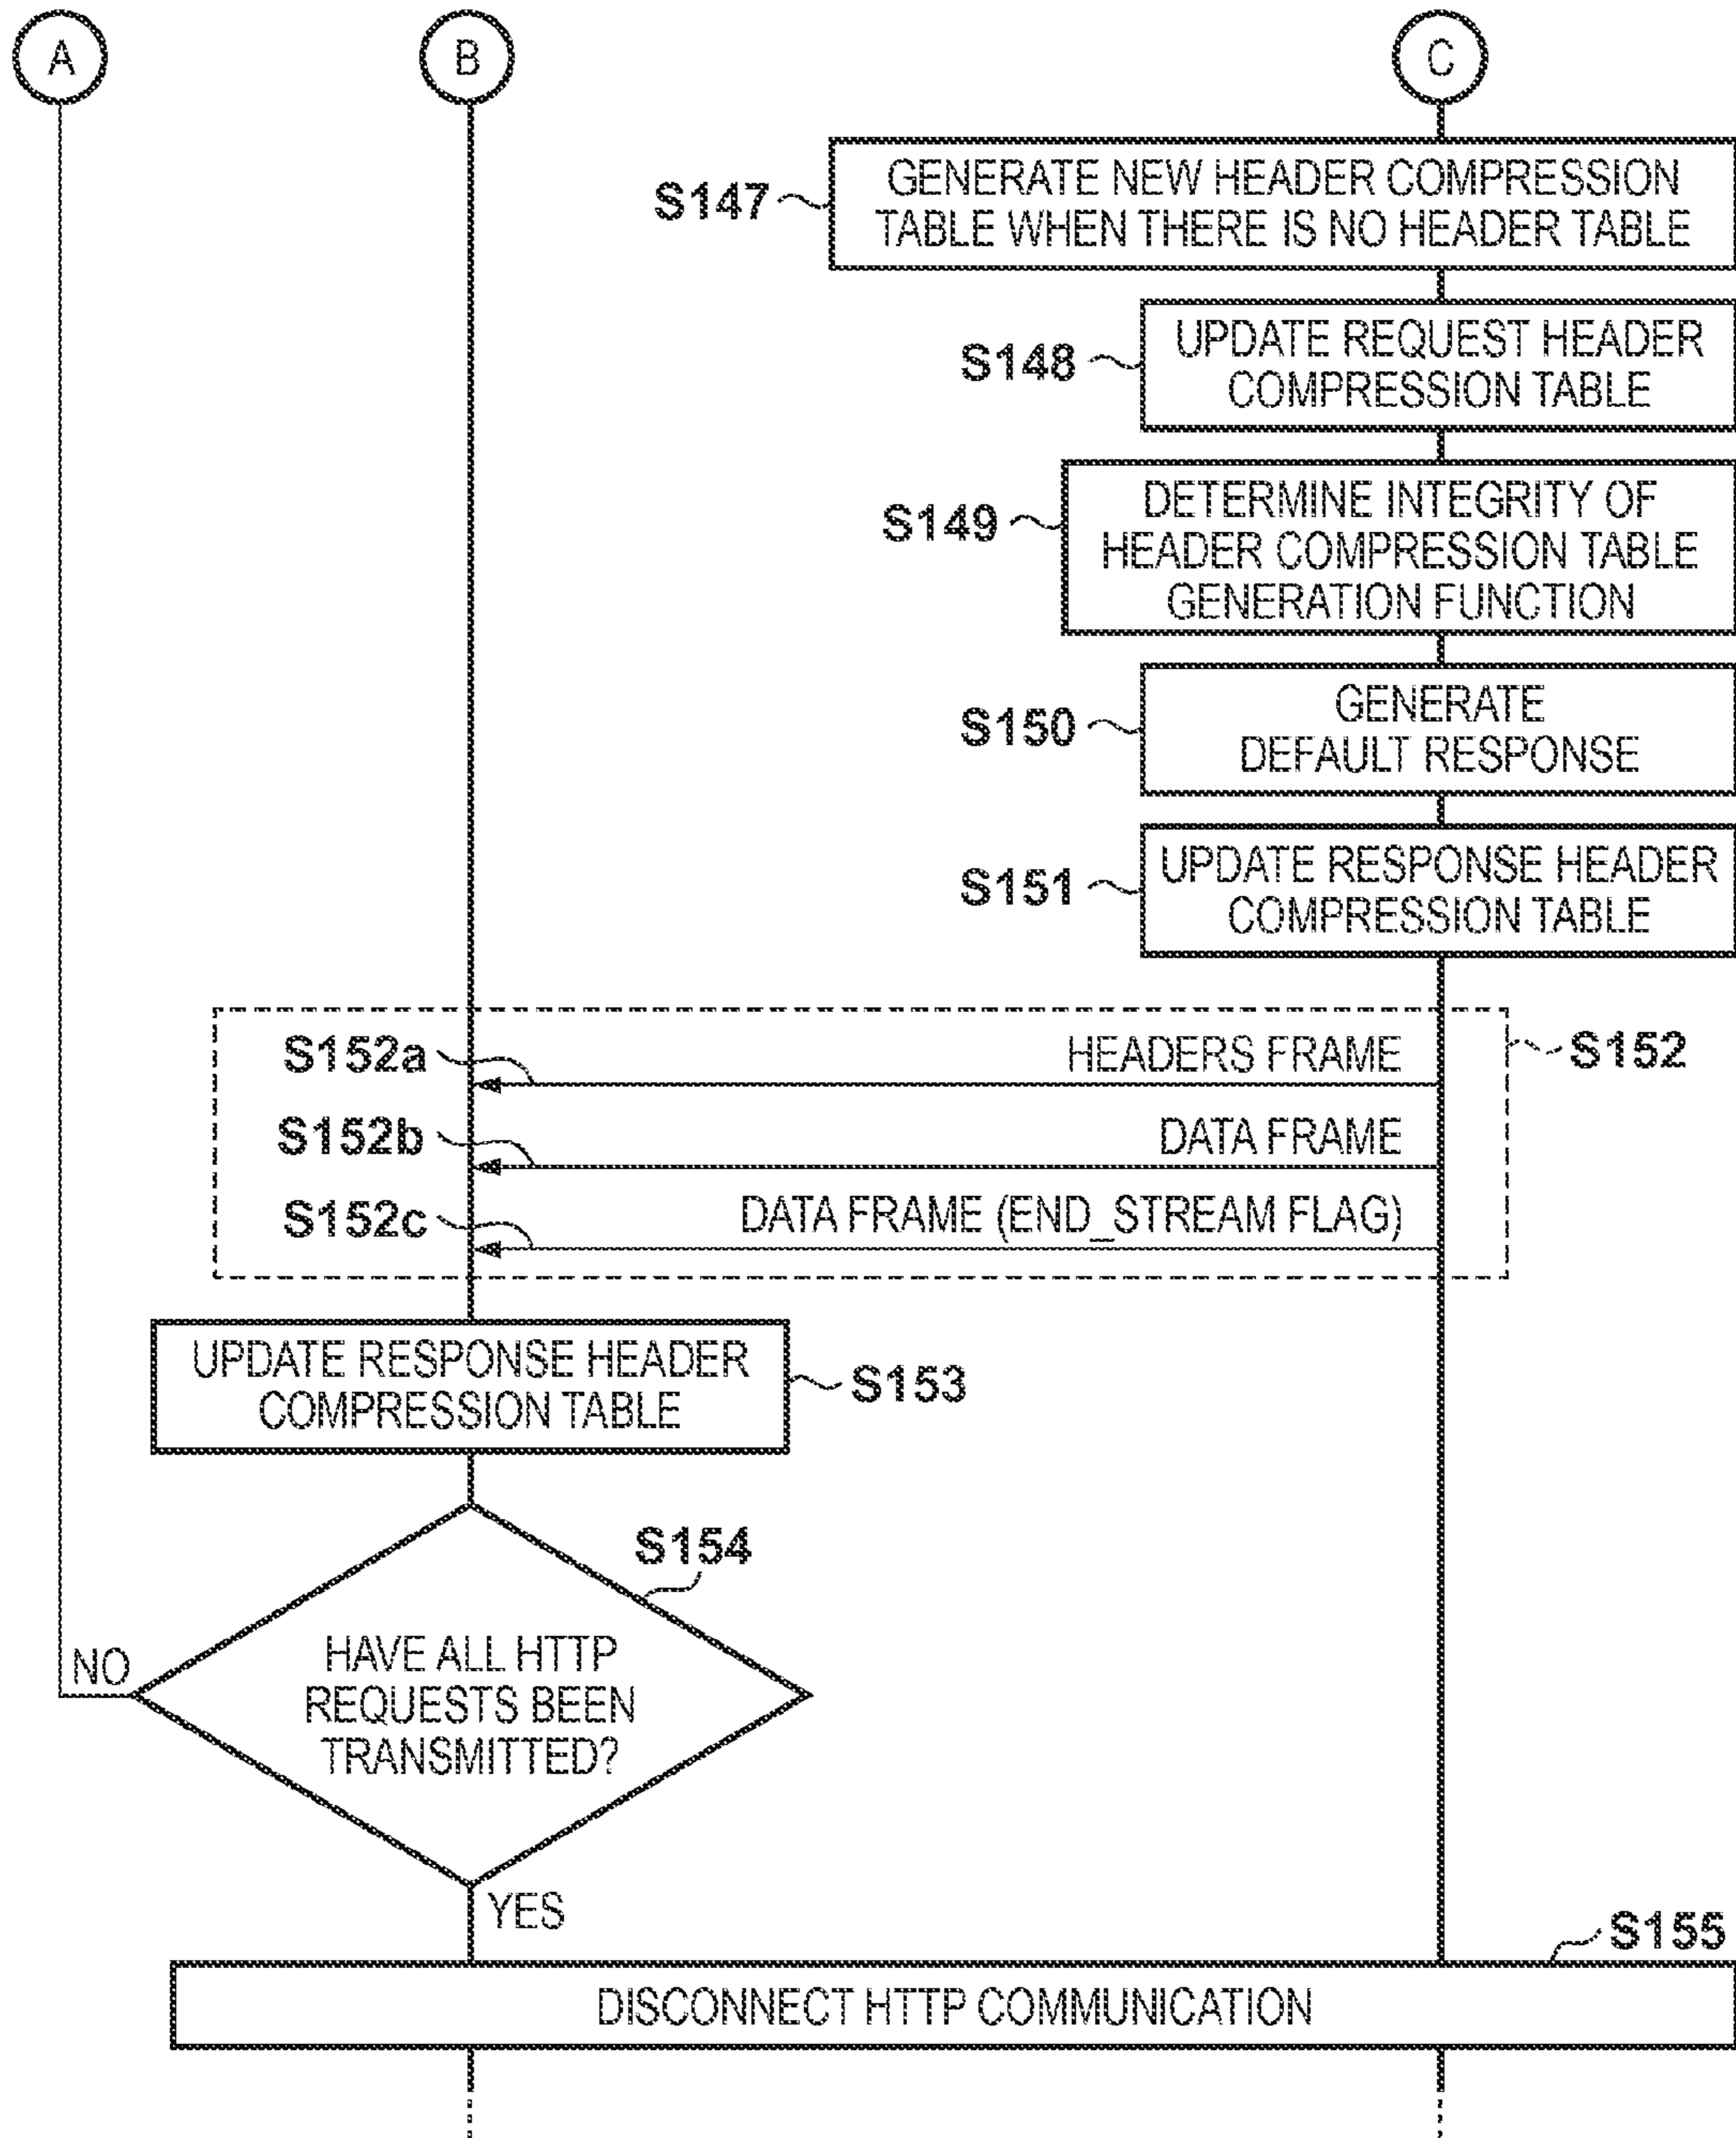 A
B
C
S147
GENERATE NEW HEADER COMPRESSION
TABLE WHEN THERE IS NO HEADER TABLE
S148
UPDATE REQUEST HEADER
COMPRESSION TABLE
S149
DETERMINE INTEGRITY OF
HEADER COMPRESSION TABLE
GENERATION FUNCTION
S150
GENERATE
DEFAULT RESPONSE
S151
UPDATE RESPONSE HEADER
COMPRESSION TABLE
S152a
HEADERS FRAME
S152
S152b
DATA FRAME
S152c
DATA FRAME (END_STREAM FLAG)
UPDATE RESPONSE HEADER
COMPRESSION TABLE
S153
S154
NO
HAVE ALL HTTP
REQUESTS BEEN
TRANSMITTED?
YES
S155
DISCONNECT HTTP COMMUNICATION